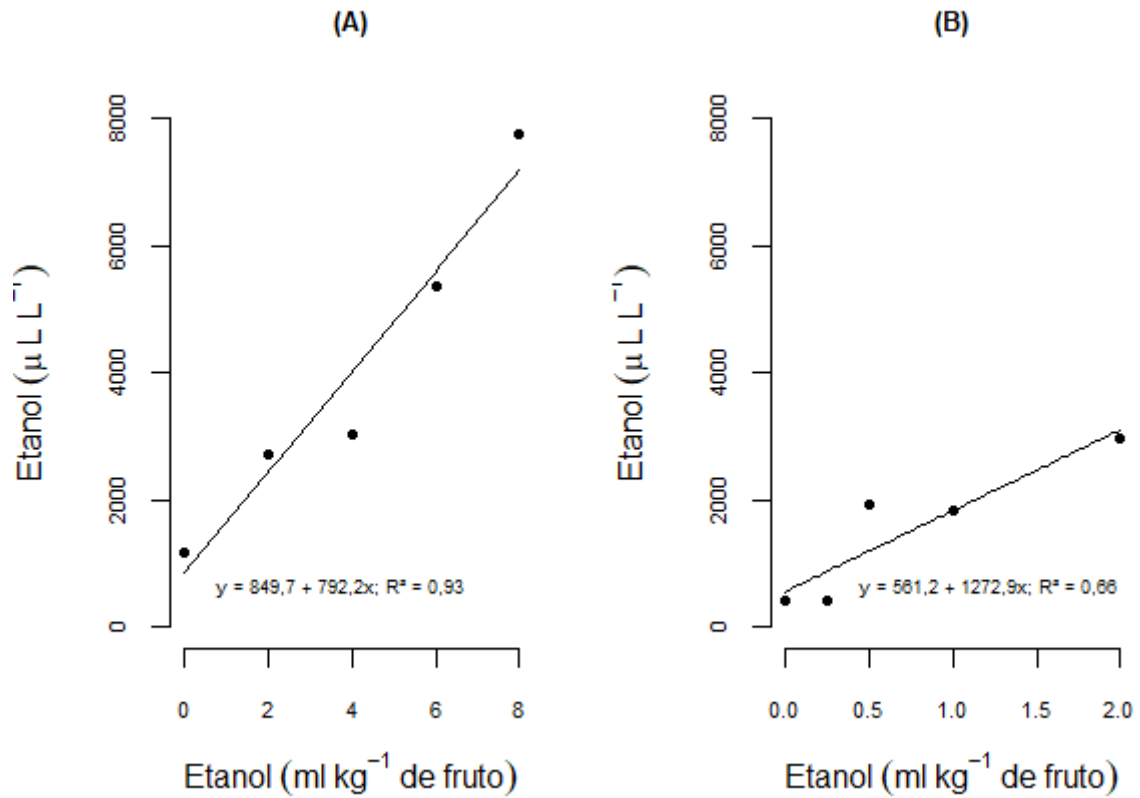 (A)
8000
6000
4000
2000
0
Etanol (μ L L⁻¹)
y = 849,7 + 792,2x; R² = 0,93
0 2 4 6 8
Etanol (ml kg⁻¹ de fruto)
(B)
8000
6000
4000
2000
0
Etanol (μ L L⁻¹)
y = 561,2 + 1272,9x; R² = 0,66
0.0 0.5 1.0 1.5 2.0
Etanol (ml kg⁻¹ de fruto)